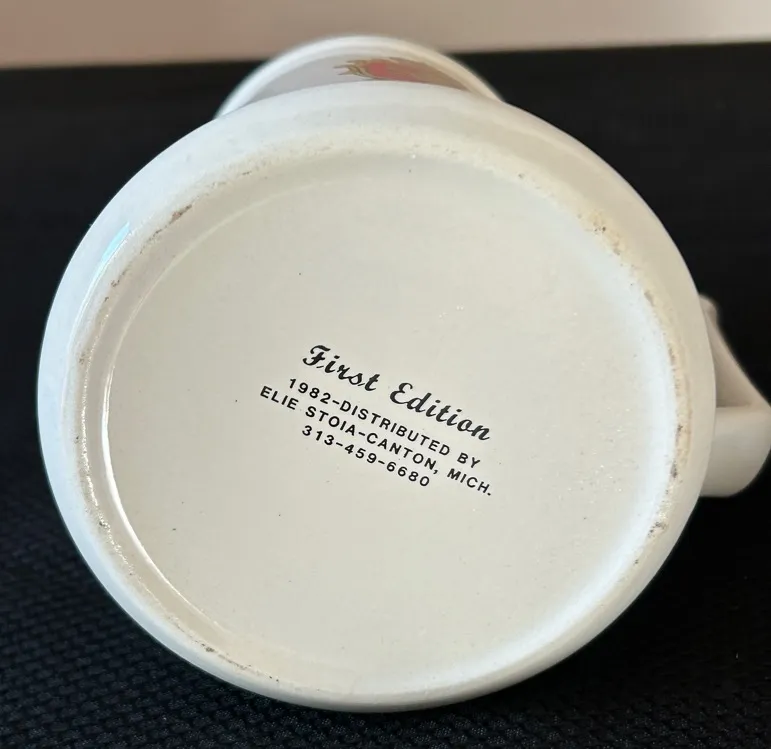 First Edition
1982-DISTRIBUTED BY
ELIE STOIA-CANTON, MICH.
313-459-6680